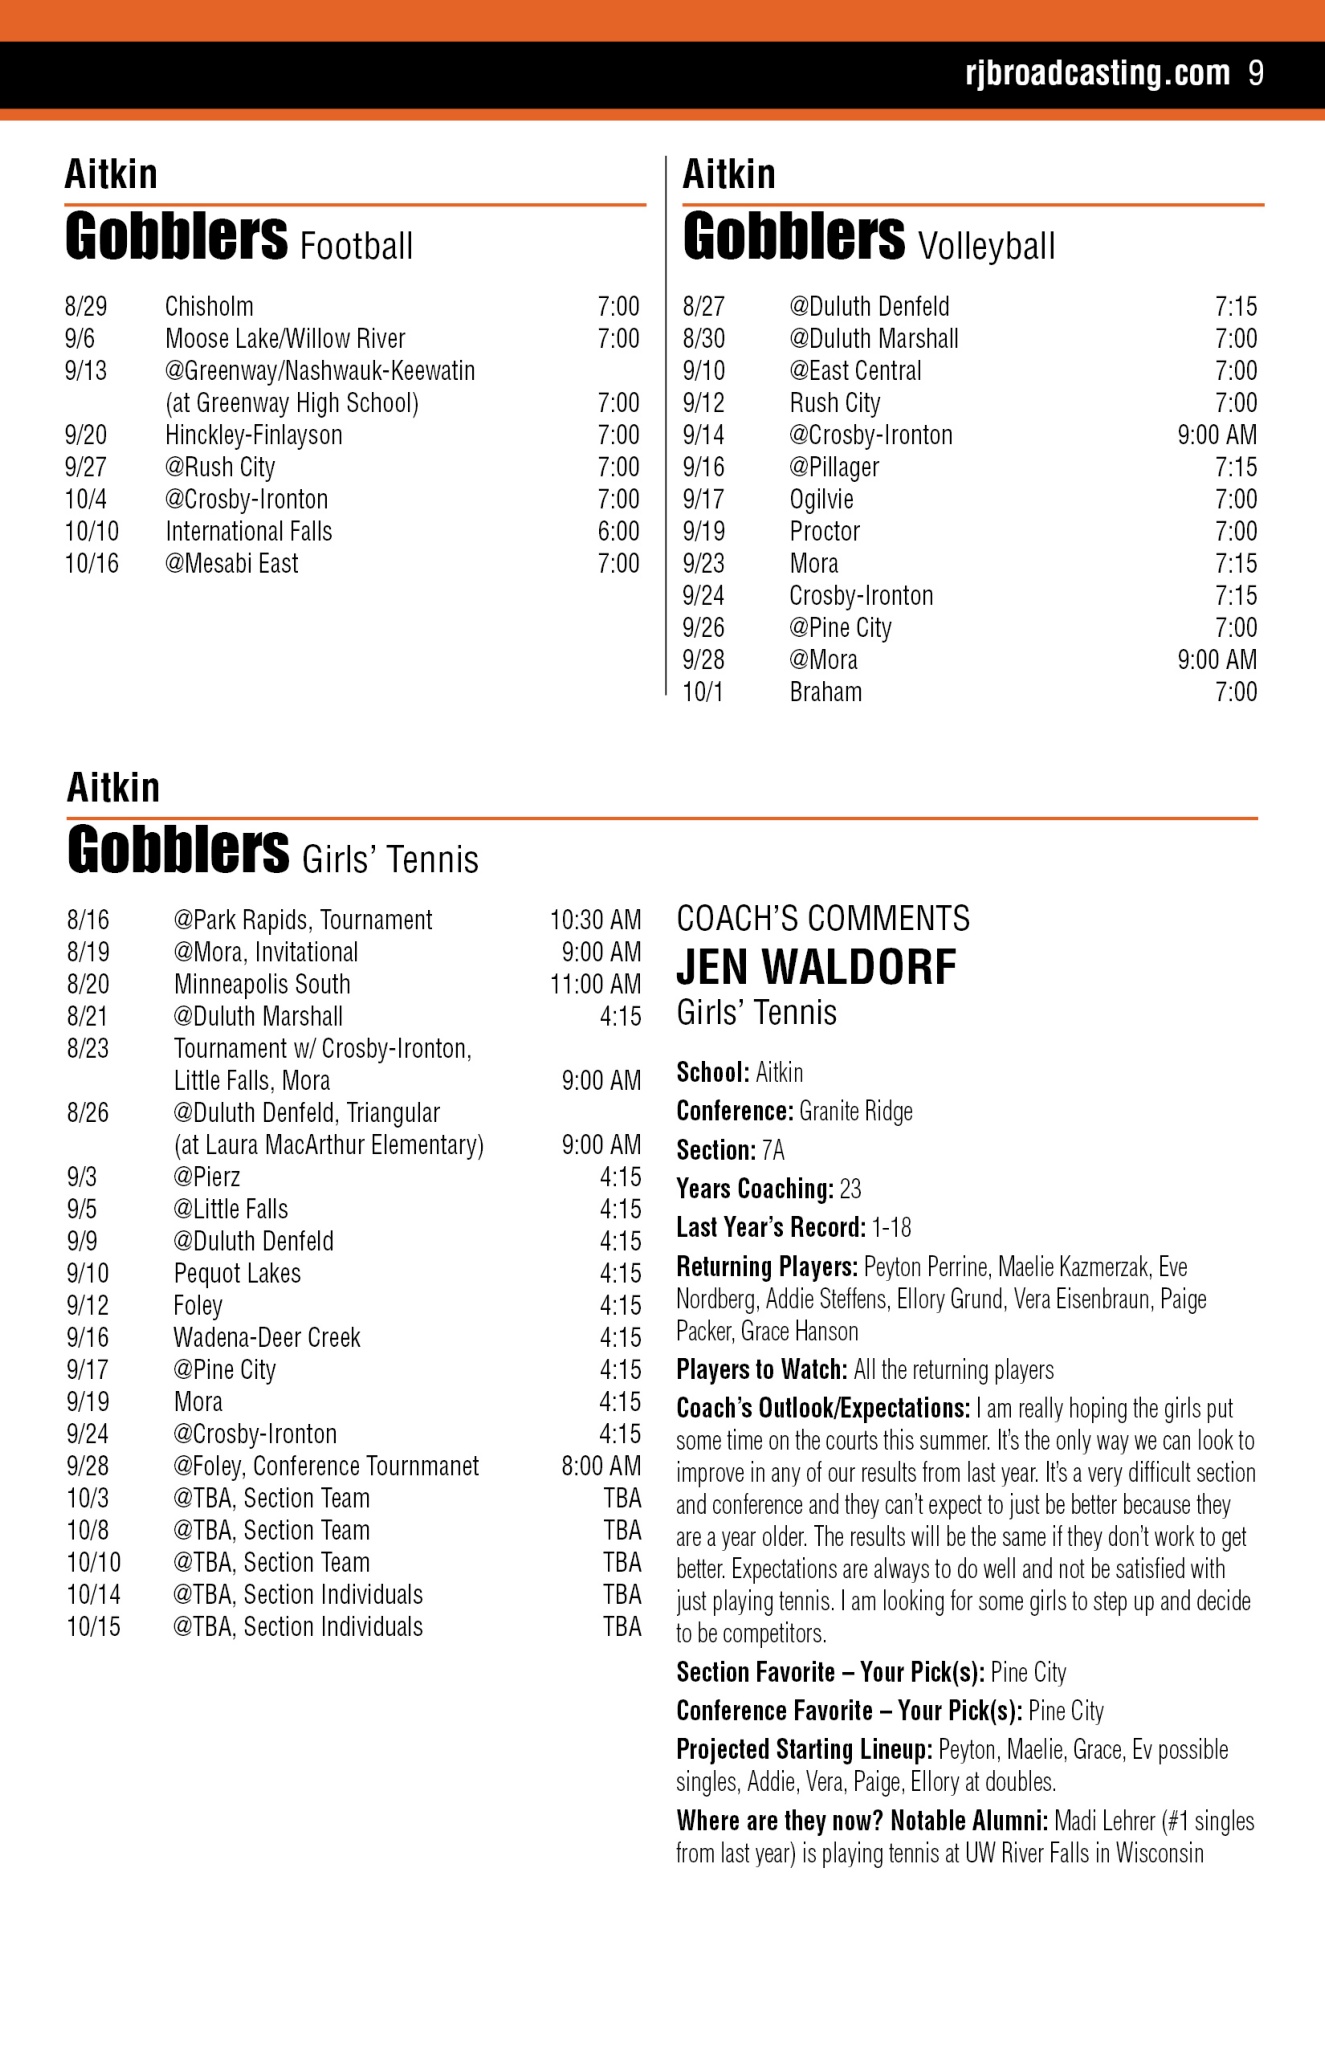 rjbroadcasting.com 9
Aitkin
Gobblers Football
8/29 Chisholm 7:00
9/6 Moose Lake/Willow River 7:00
9/13 @Greenway/Nashwauk-Keewatin
(at Greenway High School) 7:00
9/20 Hinckley-Finlayson 7:00
9/27 @Rush City 7:00
10/4 @Crosby-Ironton 7:00
10/10 International Falls 6:00
10/16 @Mesabi East 7:00
Aitkin
Gobblers Volleyball
8/27 @Duluth Denfeld 7:15
8/30 @Duluth Marshall 7:00
9/10 @East Central 7:00
9/12 Rush City 7:00
9/14 @Crosby-Ironton 9:00 AM
9/16 @Pillager 7:15
9/17 Ogilvie 7:00
9/19 Proctor 7:00
9/23 Mora 7:15
9/24 Crosby-Ironton 7:15
9/26 @Pine City 7:00
9/28 @Mora 9:00 AM
10/1 Braham 7:00
Aitkin
Gobblers Girls’ Tennis
8/16 @Park Rapids, Tournament 10:30 AM
8/19 @Mora, Invitational 9:00 AM
8/20 Minneapolis South 11:00 AM
8/21 @Duluth Marshall 4:15
8/23 Tournament w/ Crosby-Ironton,
Little Falls, Mora 9:00 AM
8/26 @Duluth Denfeld, Triangular
(at Laura MacArthur Elementary) 9:00 AM
9/3 @Pierz 4:15
9/5 @Little Falls 4:15
9/9 @Duluth Denfeld 4:15
9/10 Pequot Lakes 4:15
9/12 Foley 4:15
9/16 Wadena-Deer Creek 4:15
9/17 @Pine City 4:15
9/19 Mora 4:15
9/24 @Crosby-Ironton 4:15
9/28 @Foley, Conference Tournmanet 8:00 AM
10/3 @TBA, Section Team TBA
10/8 @TBA, Section Team TBA
10/10 @TBA, Section Team TBA
10/14 @TBA, Section Individuals TBA
10/15 @TBA, Section Individuals TBA
COACH’S COMMENTS
JEN WALDORF
Girls’ Tennis
School: Aitkin
Conference: Granite Ridge
Section: 7A
Years Coaching: 23
Last Year’s Record: 1-18
Returning Players: Peyton Perrine, Maelie Kazmerzak, Eve
Nordberg, Addie Steffens, Ellory Grund, Vera Eisenbraun, Paige
Packer, Grace Hanson
Players to Watch: All the returning players
Coach’s Outlook/Expectations: I am really hoping the girls put
some time on the courts this summer. It’s the only way we can look to
improve in any of our results from last year. It’s a very difficult section
and conference and they can’t expect to just be better because they
are a year older. The results will be the same if they don’t work to get
better. Expectations are always to do well and not be satisfied with
just playing tennis. I am looking for some girls to step up and decide
to be competitors.
Section Favorite – Your Pick(s): Pine City
Conference Favorite – Your Pick(s): Pine City
Projected Starting Lineup: Peyton, Maelie, Grace, Ev possible
singles, Addie, Vera, Paige, Ellory at doubles.
Where are they now? Notable Alumni: Madi Lehrer (#1 singles
from last year) is playing tennis at UW River Falls in Wisconsin